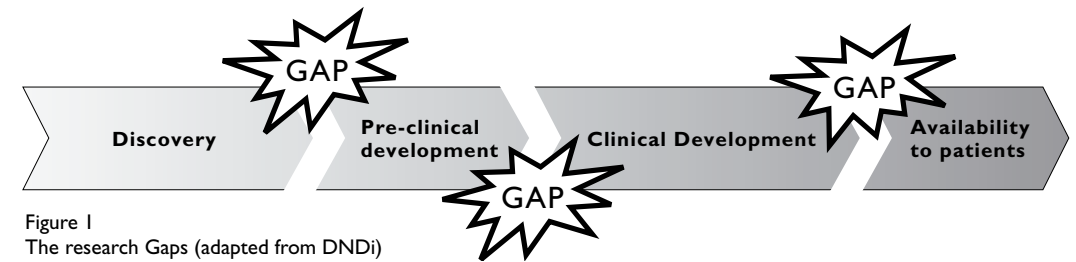 GAP
GAP
Discovery
Pre-clinical
development
Clinical Development
Availability
to patients
GAP
Figure 1
The research Gaps (adapted from DNDi)